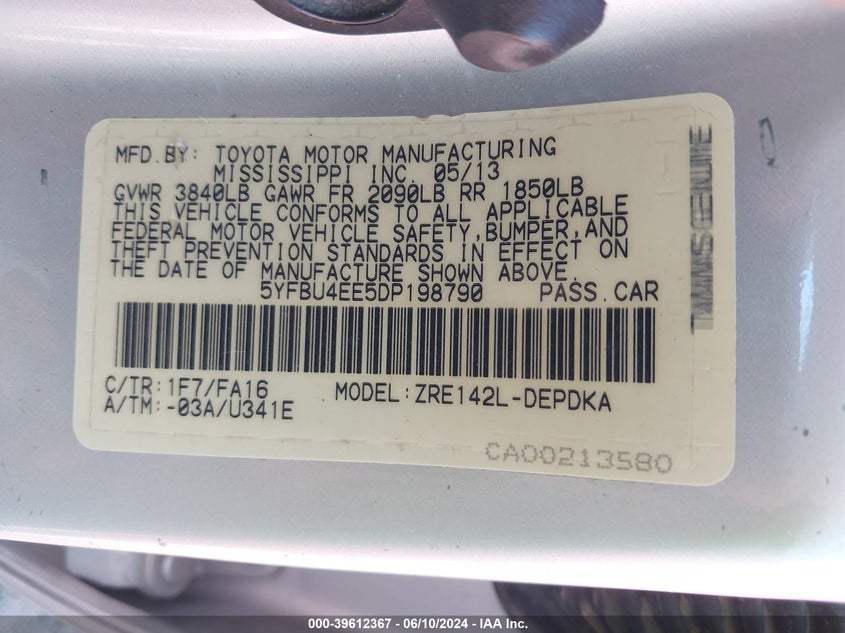 MFD.BY: TOYOTA MOTOR MANUFACTURING
MISSISSIPPI INC. 05/13
GVWR 3840LB GAWR FR 2090LB RR 1850LB
THIS VEHICLE CONFORMS TO ALL APPLICABLE
FEDERAL MOTOR VEHICLE SAFETY,BUMPER,AND
THEFT PREVENTION STANDARDS IN EFFECT ON
THE DATE OF MANUFACTURE SHOWN ABOVE.
5YFBU4EE5DP198790 PASS.CAR
C/TR:1F7/FA16 MODEL:ZRE142L-DEPDKA
A/TM:-03A/U341E
CA00213580
000-39612367 - 06/10/2024 - IAA Inc.